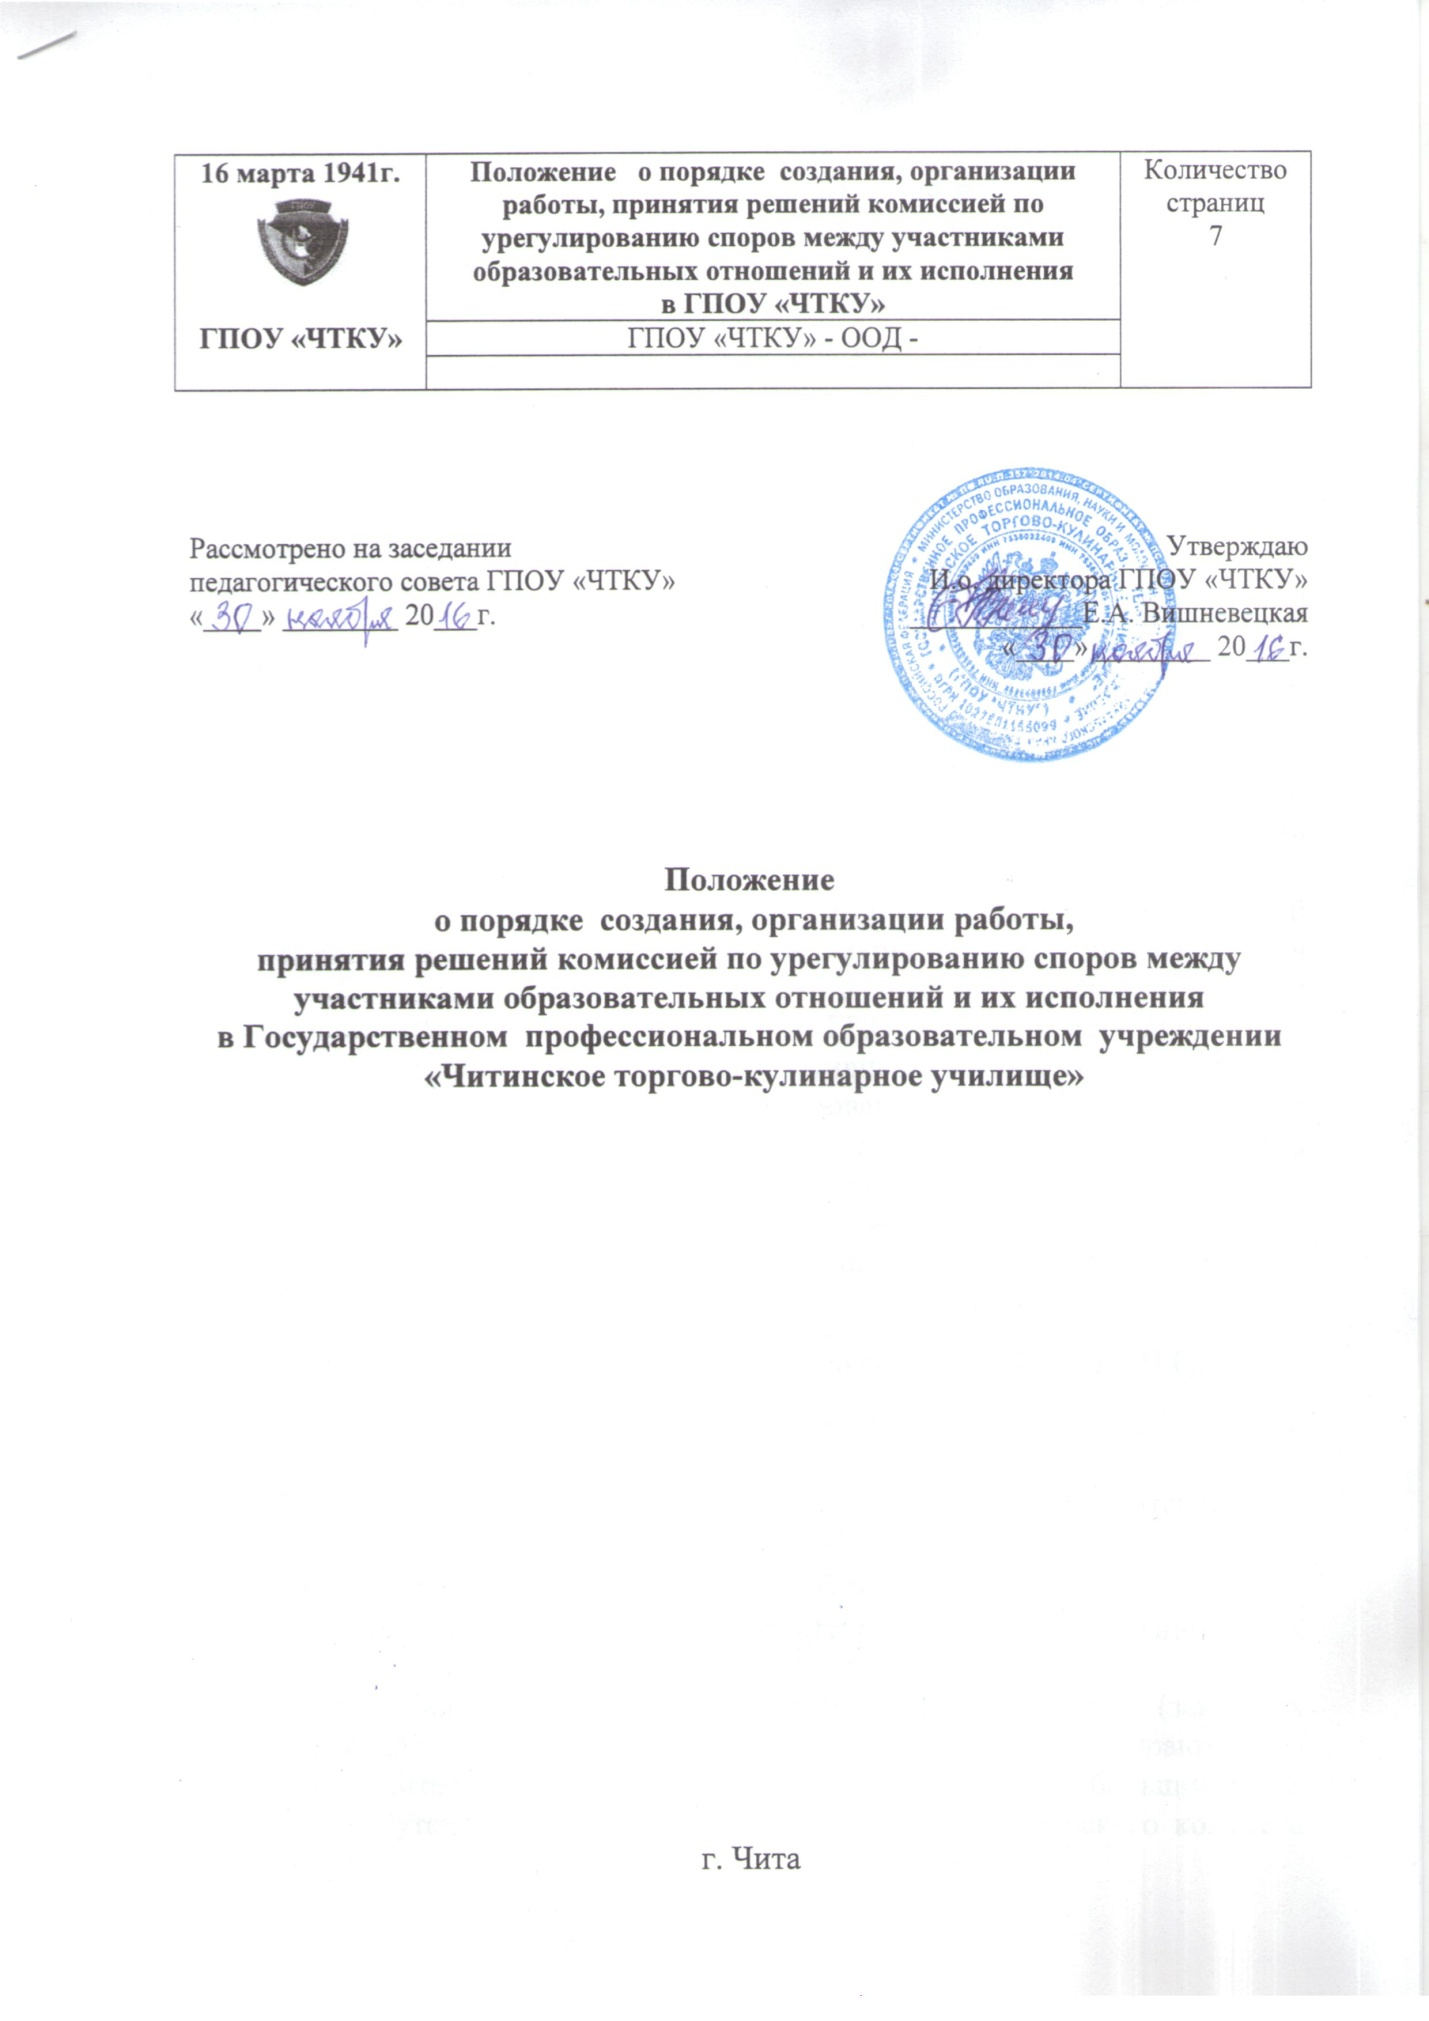 16 марта 1941г.
ГПОУ «ЧТКУ»
Положение о порядке создания, организации
работы, принятия решений комиссией по
урегулированию споров между участниками
образовательных отношений и их исполнения
в ГПОУ «ЧТКУ»
ГПОУ «ЧТКУ» - ООД -
Количество
страниц
7
Рассмотрено на заседании
педагогического совета ГПОУ «ЧТКУ»
«30» ноября 2016г.
Утверждаю
И.о. директора ГПОУ «ЧТКУ»
Е.А. Вишневецкая
«30» ноября 2016г.
Положение
о порядке создания, организации работы,
принятия решений комиссией по урегулированию споров между
участниками образовательных отношений и их исполнения
в Государственном профессиональном образовательном учреждении
«Читинское торгово-кулинарное училище»
г. Чита